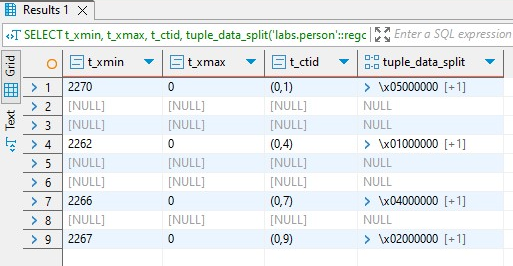 Results 1
SELECT t_xmin, t_xmax, t_ctid, tuple_data_split('labs.person'::regc Enter a SQL expression
Grid
Text
t_xmin t_xmax t_ctid tuple_data_split
1 2270 0 (0,1) \x05000000 [+1]
2 [NULL] [NULL] [NULL] NULL
3 [NULL] [NULL] [NULL] NULL
4 2262 0 (0,4) \x01000000 [+1]
5 [NULL] [NULL] [NULL] NULL
6 [NULL] [NULL] [NULL] NULL
7 2266 0 (0,7) \x04000000 [+1]
8 [NULL] [NULL] [NULL] NULL
9 2267 0 (0,9) \x02000000 [+1]